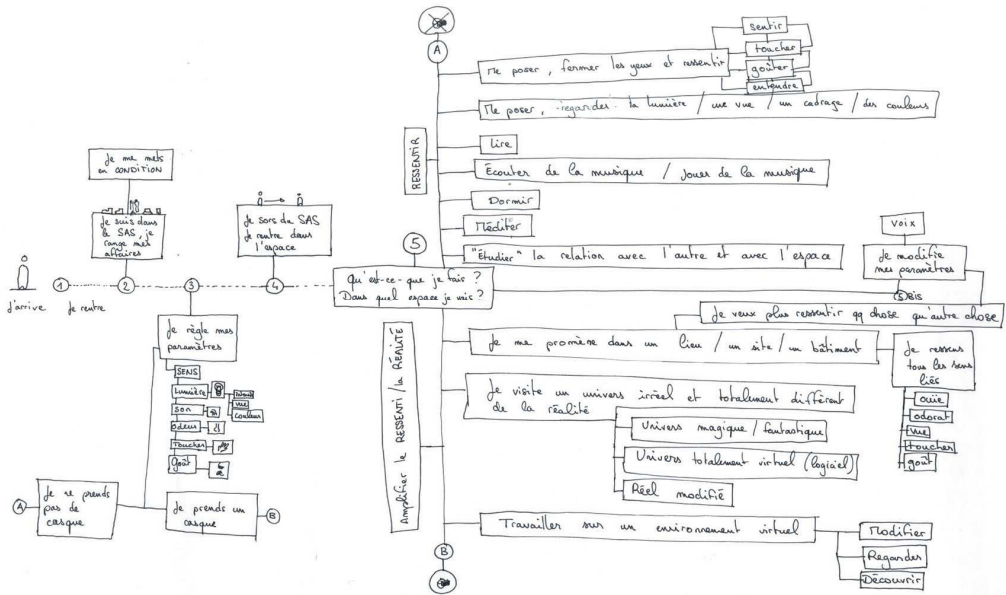 A
sentir
toucher
goûter
entendre
Me poser, fermer les yeux et ressentir
Me poser, regarder la lumière / une vue / un cadrage / des couleurs
RESSENTIR
Lire
Écouter de la musique / jouer de la musique
Dormir
Méditer
"Étudier" la relation avec l'autre et avec l'espace
Voix
Je modifie
mes paramètres
5 BIS
Je veux plus ressentir qq chose qu'autre chose
Je me mets
en CONDITION
Je suis dans
le SAS, je
range mes
affaires
Je sors du SAS
Je rentre dans
l'espace
5
Qu'est-ce-que je fais ?
Dans quel espace je vais ?
1
2
3
4
j'arrive
Je rentre
Je règle mes
paramètres
SENS
Lumière
vue
couleur
son
odeur
Toucher
Goût
A
Je ne prends
pas de
casque
Je prends un
casque
B
Amplifier le RESSENTI / la RÉALITÉ
Je me promène dans un lieu / un site / un bâtiment
Je ressens
tous les sens
liés
ouïe
odorat
vue
toucher
goût
Je visite un univers irréel et totalement différent
de la réalité
Univers magique / fantastique
Univers totalement virtuel (logiciel)
Réel modifié
Travailler sur un environnement virtuel
Modifier
Regarder
Découvrir
B